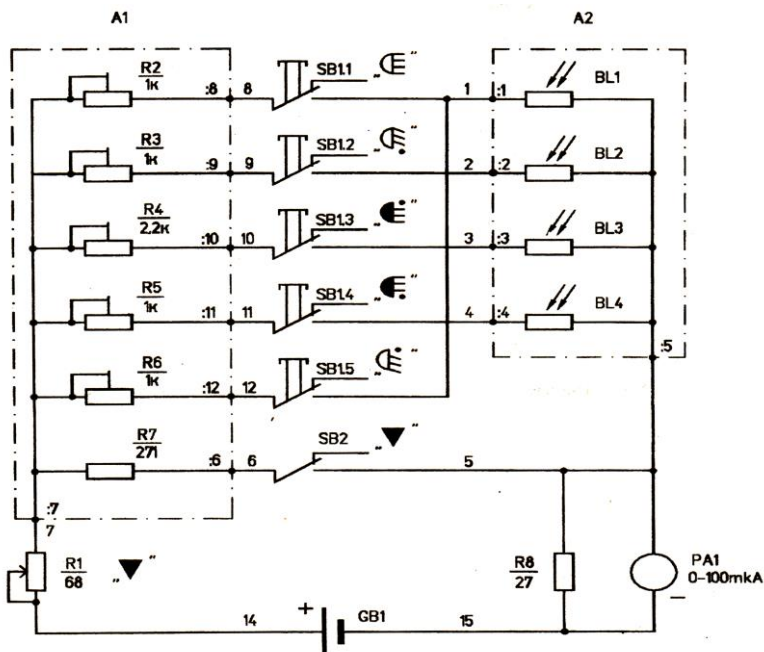 A1 A2
R2
1к
:8 8 SB1.1 „ ” 1 :1 BL1
R3
1к
:9 9 SB1.2 „ ” 2 :2 BL2
R4
2,2к
:10 10 SB1.3 „ ” 3 :3 BL3
R5
1к
:11 11 SB1.4 „ ” 4 :4 BL4
:5
R6
1к
:12 12 SB1.5 „ ”
R7
271
:6 6 SB2 „ ” 5
:7
7
R1
68
„ ”
R8
27
PA1
0-100mkA
–
14 + GB1 15